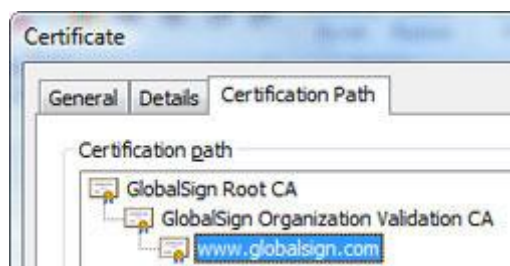 Certificate
General Details Certification Path
Certification path
GlobalSign Root CA
GlobalSign Organization Validation CA
www.globalsign.com